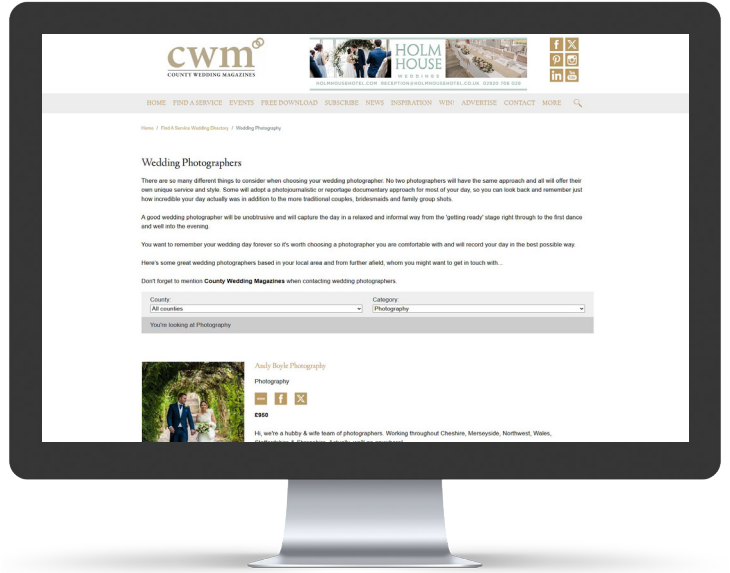 cwm
COUNTY WEDDING MAGAZINES
HOLM
HOUSE
WEDDINGS
HOLMHOUSEHOTEL.COM RECEPTION@HOLMHOUSEHOTEL.CO.UK 02920 706 029
HOME FIND A SERVICE EVENTS FREE DOWNLOAD SUBSCRIBE NEWS INSPIRATION WIN! ADVERTISE CONTACT MORE
Home / Find A Service Wedding Directory / Wedding Photography
Wedding Photographers
There are so many different things to consider when choosing your wedding photographer. No two photographers will have the same approach and all will offer their
own unique service and style. Some will adopt a photojournalistic or reportage documentary approach for most of your day, so you can look back and remember just
how incredible your day actually was in addition to the more traditional couples, bridesmaids and family group shots.
A good wedding photographer will be unobtrusive and will capture the day in a relaxed and informal way from the 'getting ready' stage right through to the first dance
and well into the evening.
You want to remember your wedding day forever so it's worth choosing a photographer you are comfortable with and will record your day in the best possible way.
Here's some great wedding photographers based in your local area and from further afield, whom you might want to get in touch with...
Don't forget to mention County Wedding Magazines when contacting wedding photographers.
County: Category:
All counties Photography
You're looking at Photography
Andy Boyle Photography
Photography
£950
Hi, we're a hubby & wife team of photographers. Working throughout Cheshire, Merseyside, Northwest, Wales,